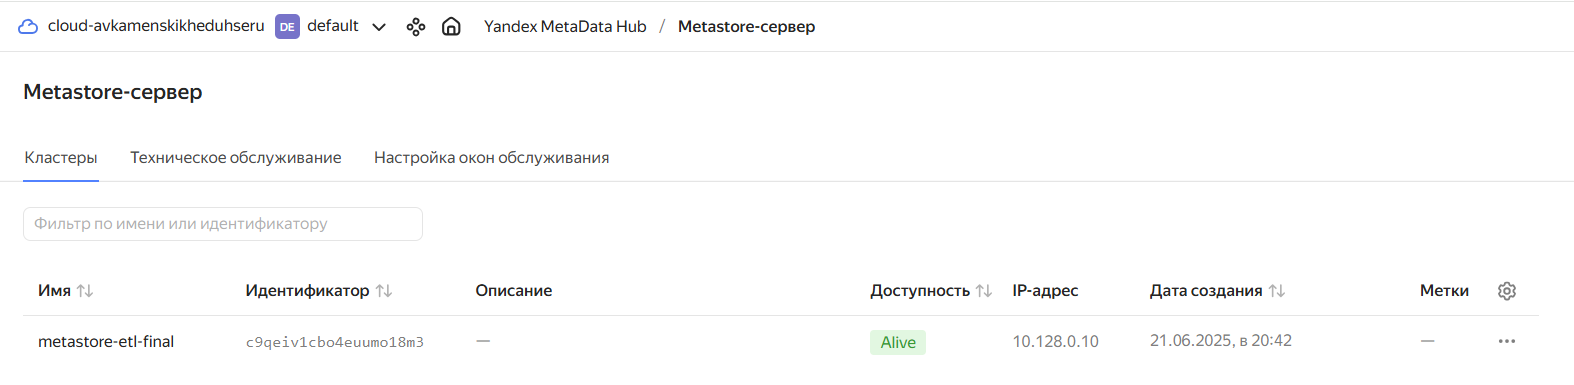 cloud-avkamenskikheduhseru DE default Yandex MetaData Hub / Metastore-сервер
Metastore-сервер
Кластеры Техническое обслуживание Настройка окон обслуживания
Фильтр по имени или идентификатору
Имя Идентификатор Описание Доступность IP-адрес Дата создания Метки
metastore-etl-final c9qeiv1cbo4euumo18m3 — Alive 10.128.0.10 21.06.2025, в 20:42 —